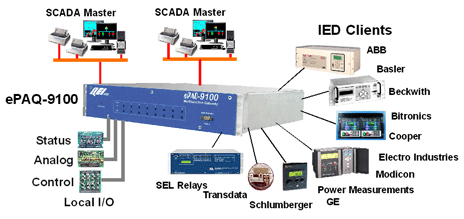 SCADA Master
SCADA Master
IED Clients
ABB
Basler
Beckwith
Bitronics
Cooper
Electro Industries
Modicon
Power Measurements
GE
Schlumberger
Transdata
SEL Relays
ePAQ-9100
QEI
ePAQ-9100
Status
Analog
Control
Local I/O